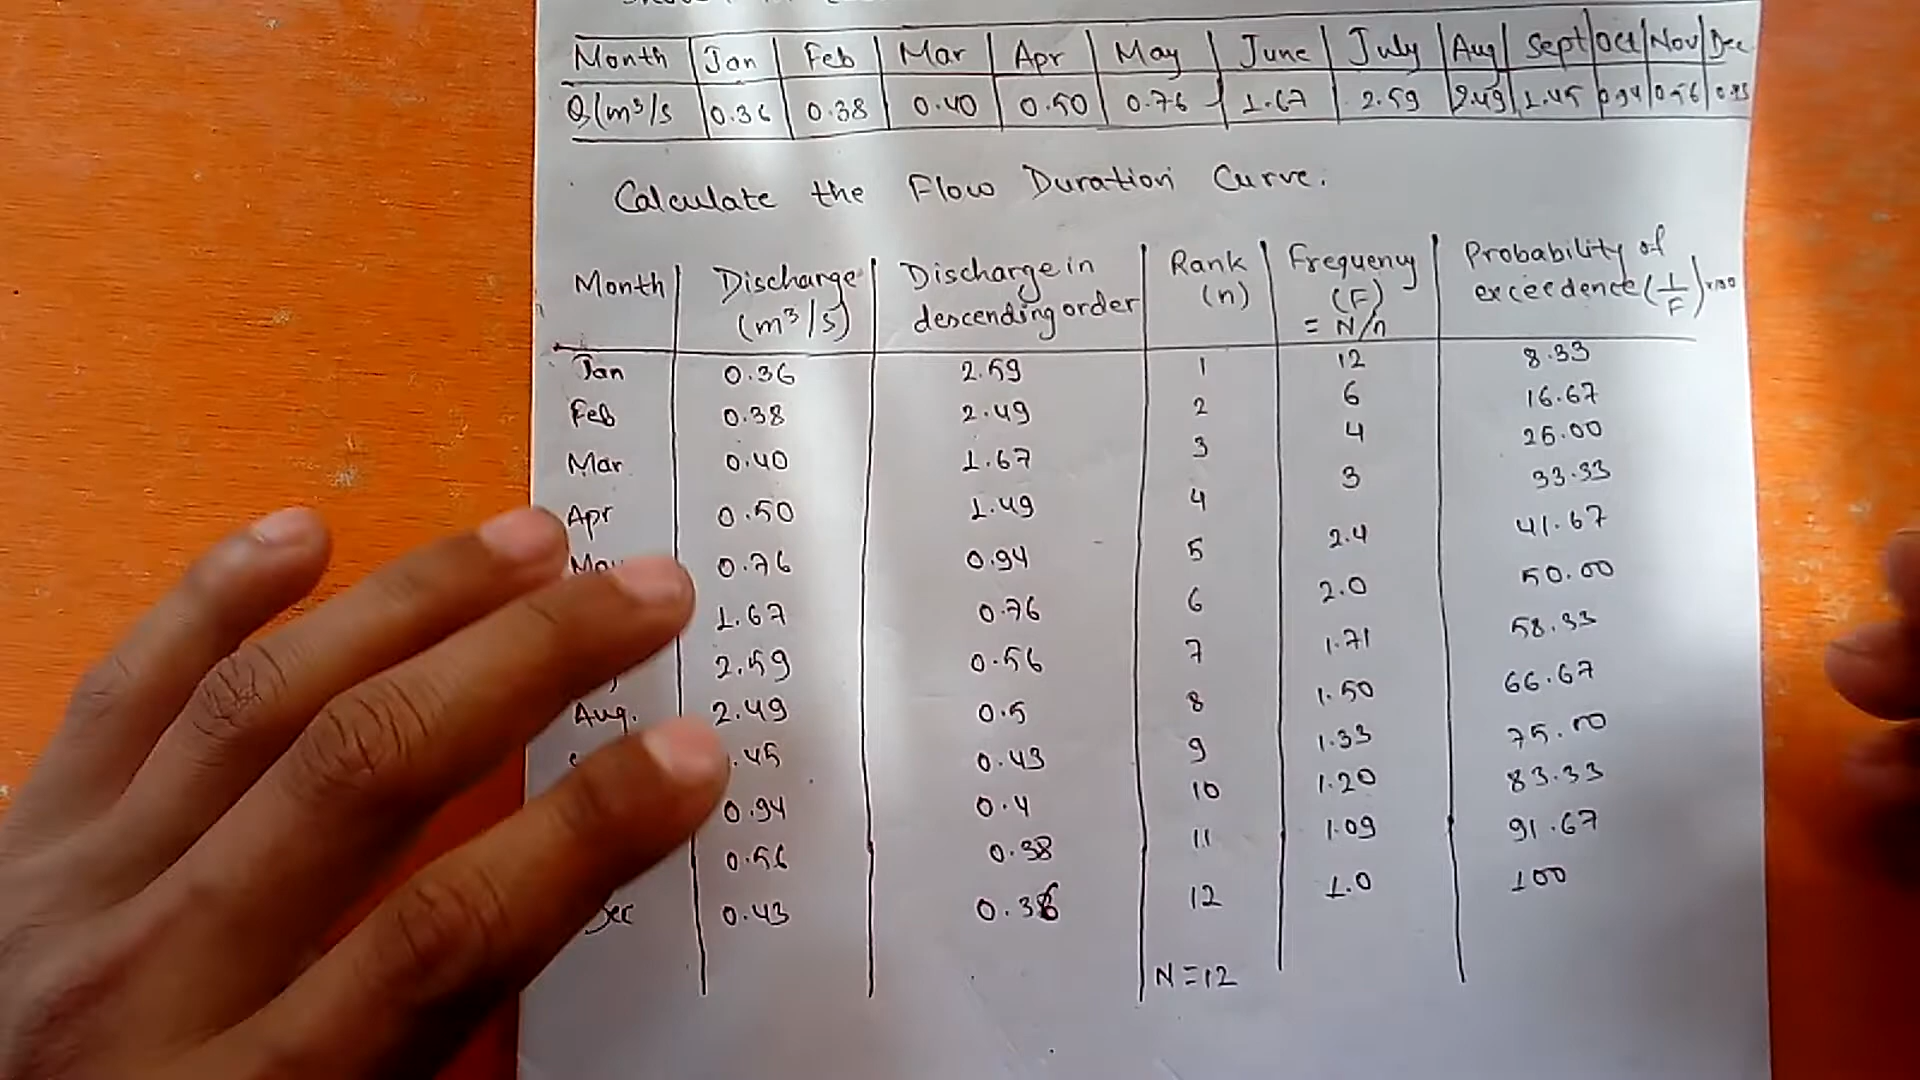 Month Jan Feb Mar Apr May June July Aug Sept Oct Nov Dec
Q(m³/s 0.36 0.38 0.40 0.50 0.76 1.67 2.59 2.49 1.45 0.94 0.56
Calculate the Flow Duration Curve.
Month Discharge (m³/s) Discharge in descending order Rank (n) Frequency (F) = N/n Probability of exceedence (1/F)×100
Jan 0.36 2.59 1 12 8.33
Feb 0.38 2.49 2 6 16.67
Mar 0.40 1.67 3 4 25.00
Apr 0.50 1.49 4 3 33.33
0.76 0.94 5 2.4 41.67
1.67 0.76 6 2.0 50.00
2.59 0.56 7 1.71 58.33
Aug. 2.49 0.5 8 1.50 66.67
.45 0.43 9 1.33 75.00
0.94 0.4 10 1.20 83.33
0.56 0.38 11 1.09 91.67
Dec 0.43 0.36 12 1.0 100
N=12